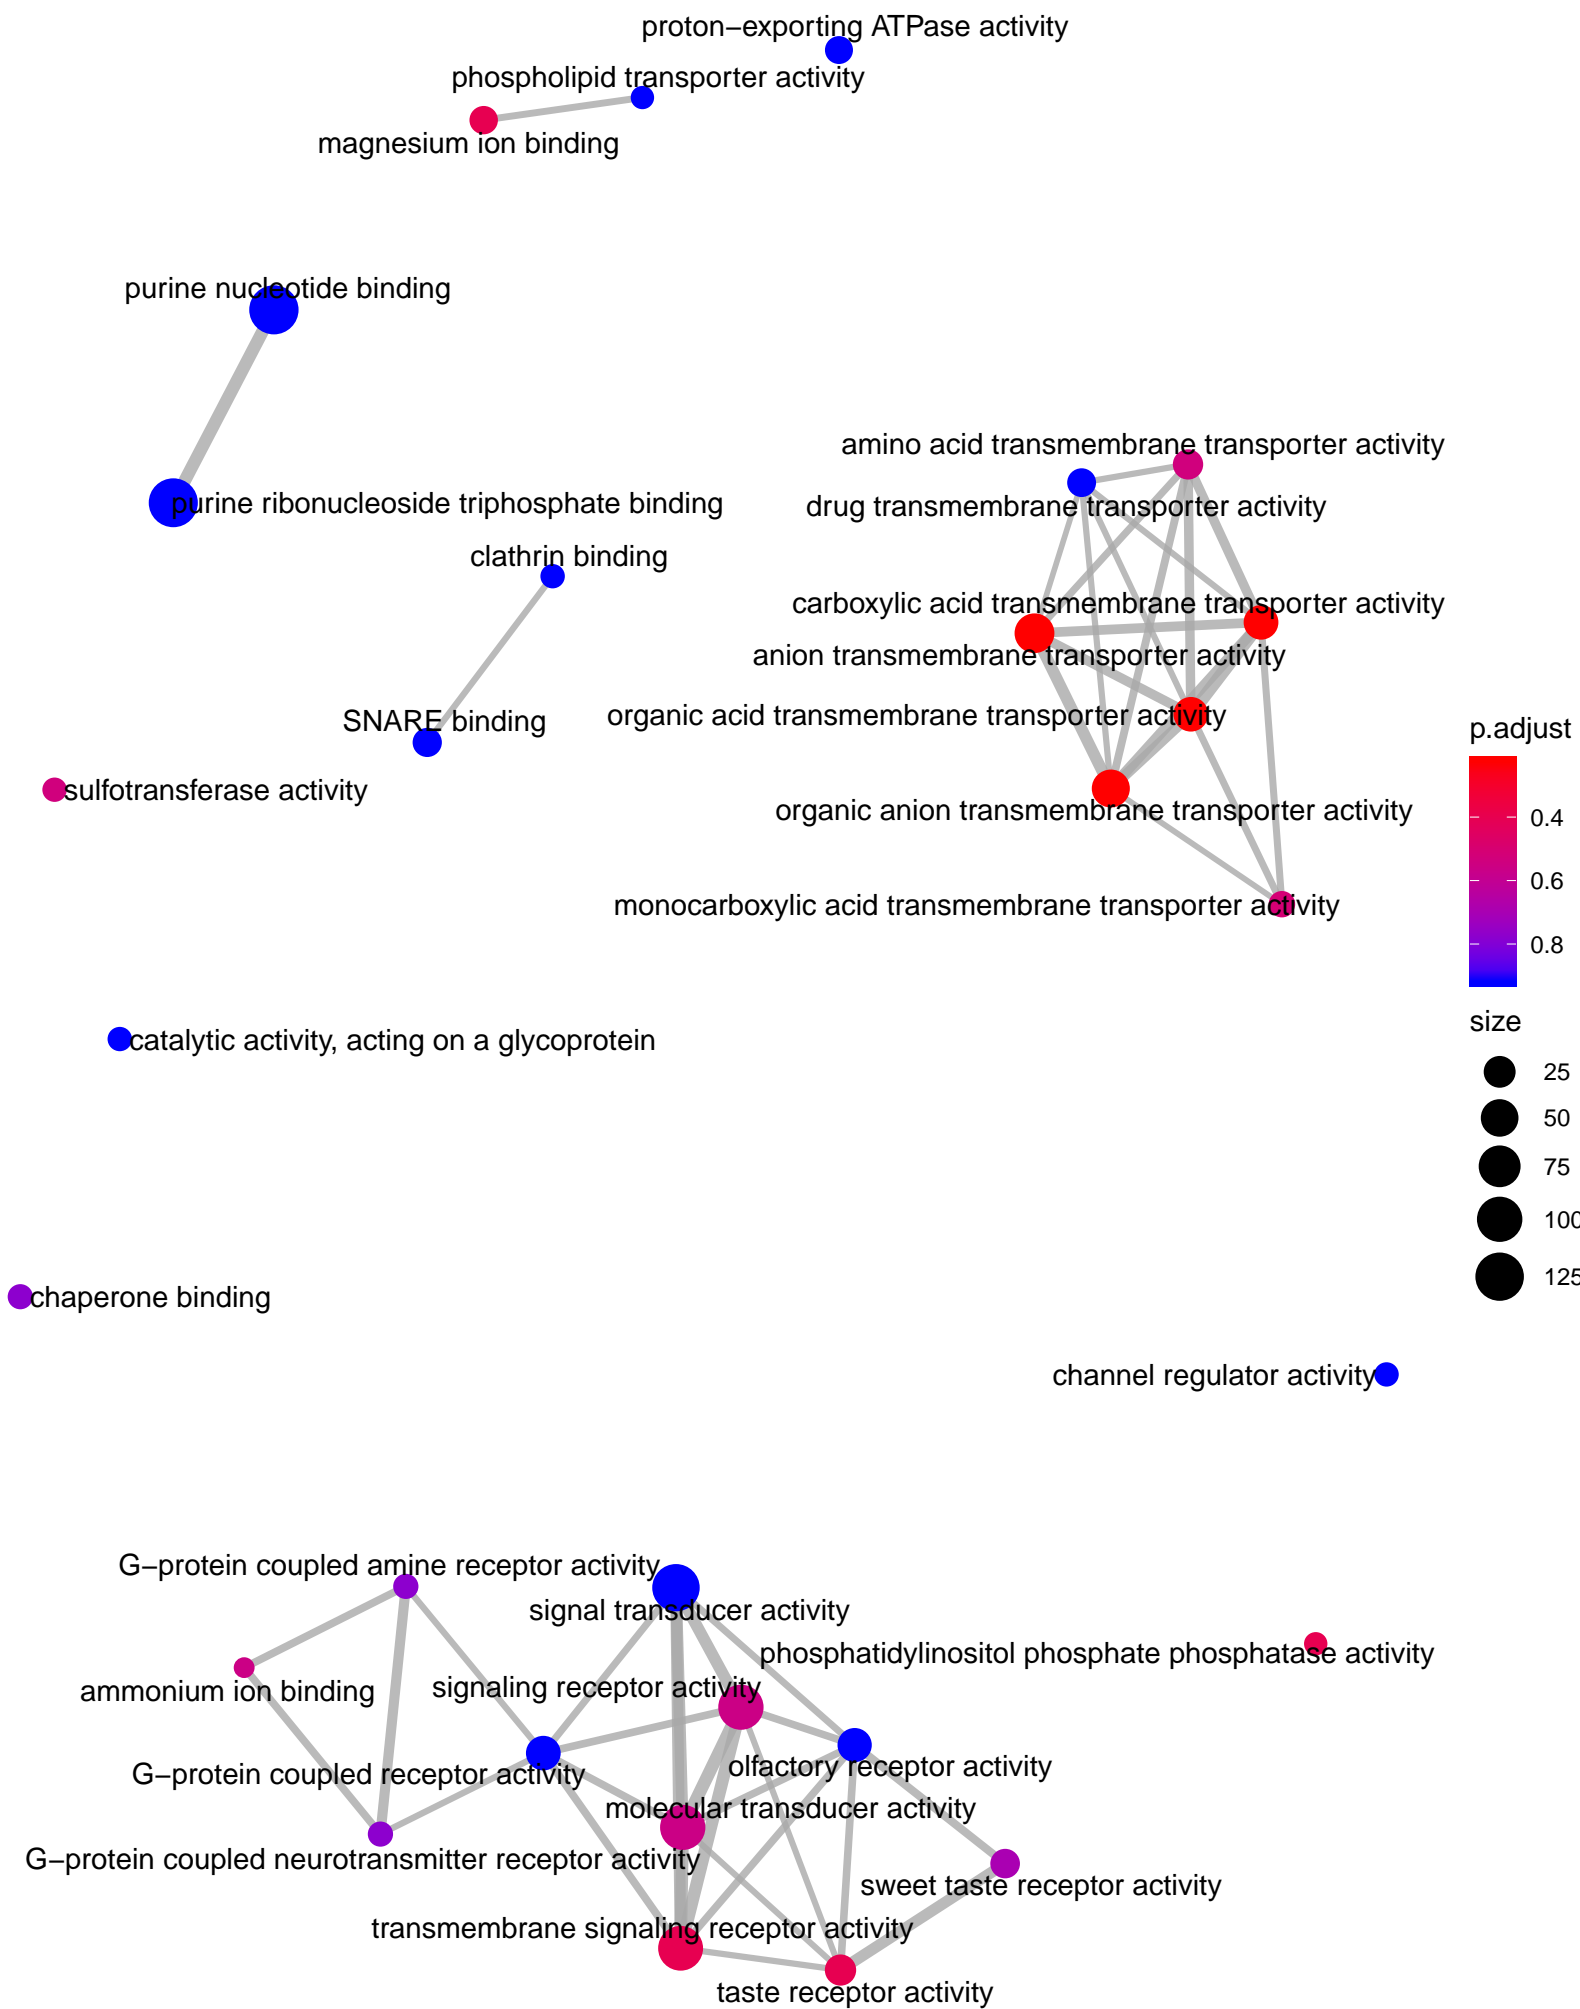 proton−exporting ATPase activity
phospholipid transporter activity
magnesium ion binding
purine nucleotide binding
amino acid transmembrane transporter activity
purine ribonucleoside triphosphate binding
drug transmembrane transporter activity
clathrin binding
carboxylic acid transmembrane transporter activity
anion transmembrane transporter activity
organic acid transmembrane transporter activity
SNARE binding
p.adjust
sulfotransferase activity
organic anion transmembrane transporter activity
0.4
0.6
monocarboxylic acid transmembrane transporter activity
0.8
size
catalytic activity, acting on a glycoprotein
25
50
75
100
125
chaperone binding
channel regulator activity
G−protein coupled amine receptor activity
signal transducer activity
phosphatidylinositol phosphate phosphatase activity
ammonium ion binding
signaling receptor activity
olfactory receptor activity
G−protein coupled receptor activity
molecular transducer activity
G−protein coupled neurotransmitter receptor activity
sweet taste receptor activity
transmembrane signaling receptor activity
taste receptor activity